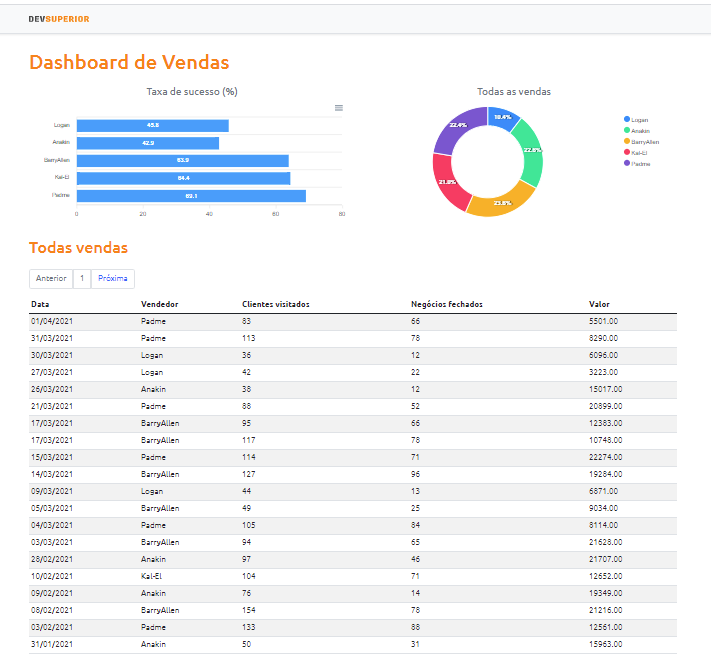 DEVSUPERIOR
Dashboard de Vendas
Taxa de sucesso (%)
Logan 45.8
Anakin 42.9
BarryAllen 63.9
Kal-El 64.4
Padme 69.1
0 20 40 60 80
Todas as vendas
10.4%
22.0%
23.8%
21.5%
22.4%
Logan
Anakin
BarryAllen
Kal-El
Padme
Todas vendas
Anterior 1 Próxima
Data Vendedor Clientes visitados Negócios fechados Valor
01/04/2021 Padme 83 66 5501.00
31/03/2021 Padme 113 78 8290.00
30/03/2021 Logan 36 12 6096.00
27/03/2021 Logan 42 22 3223.00
26/03/2021 Anakin 38 12 15017.00
21/03/2021 Padme 88 52 20899.00
17/03/2021 BarryAllen 95 66 12383.00
17/03/2021 BarryAllen 117 78 10748.00
15/03/2021 Padme 114 71 22274.00
14/03/2021 BarryAllen 127 96 19284.00
09/03/2021 Logan 44 13 6871.00
05/03/2021 BarryAllen 49 25 9034.00
04/03/2021 Padme 105 84 8114.00
03/03/2021 BarryAllen 94 65 21628.00
28/02/2021 Anakin 97 46 21707.00
10/02/2021 Kal-El 104 71 12652.00
09/02/2021 Anakin 76 14 19349.00
08/02/2021 BarryAllen 154 78 21216.00
03/02/2021 Padme 133 88 12561.00
31/01/2021 Anakin 50 31 15963.00